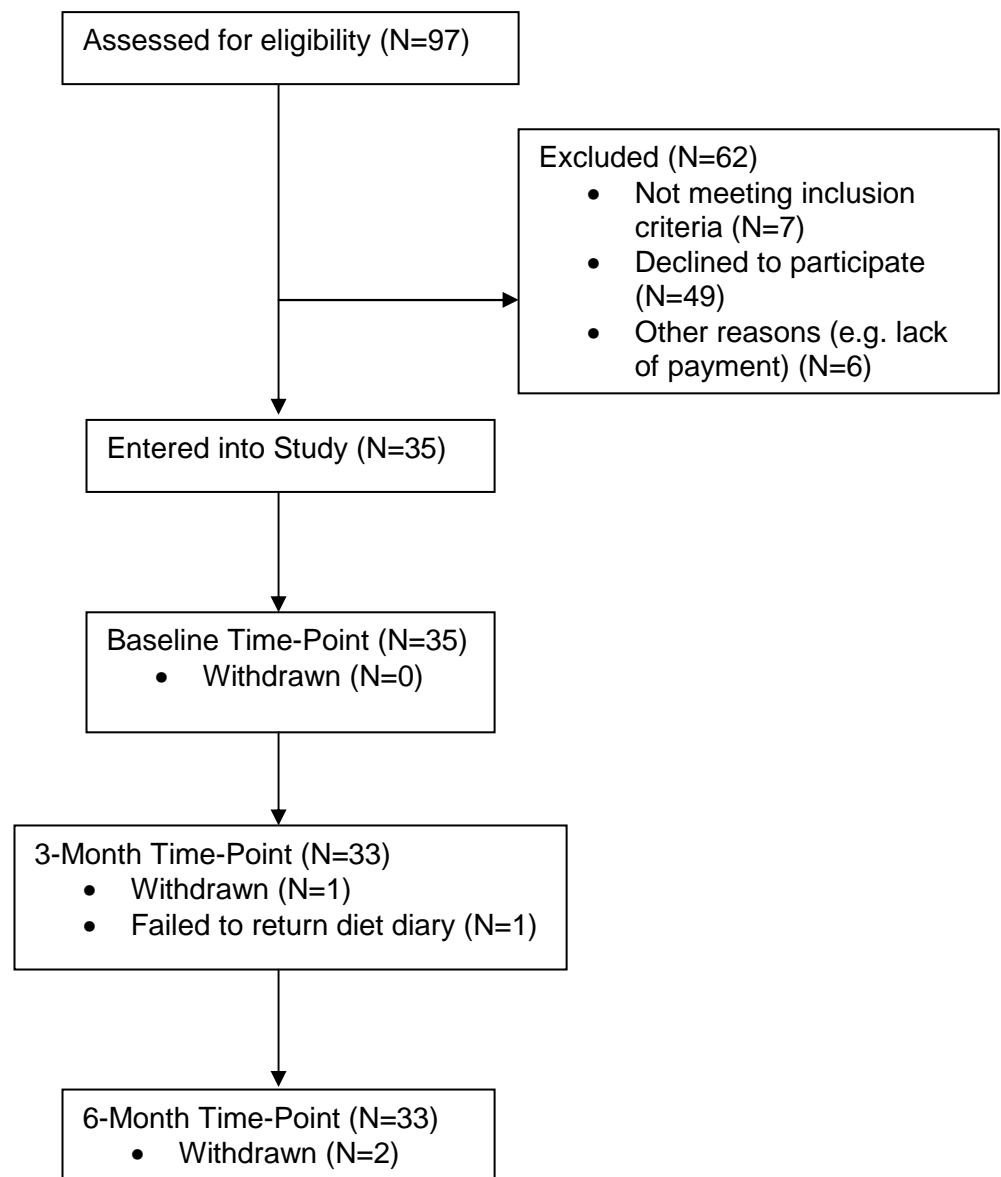 Assessed for eligibility (N=97)
Excluded (N=62)
• Not meeting inclusion
criteria (N=7)
• Declined to participate
(N=49)
• Other reasons (e.g. lack
of payment) (N=6)
Entered into Study (N=35)
Baseline Time-Point (N=35)
• Withdrawn (N=0)
3-Month Time-Point (N=33)
• Withdrawn (N=1)
• Failed to return diet diary (N=1)
6-Month Time-Point (N=33)
• Withdrawn (N=2)